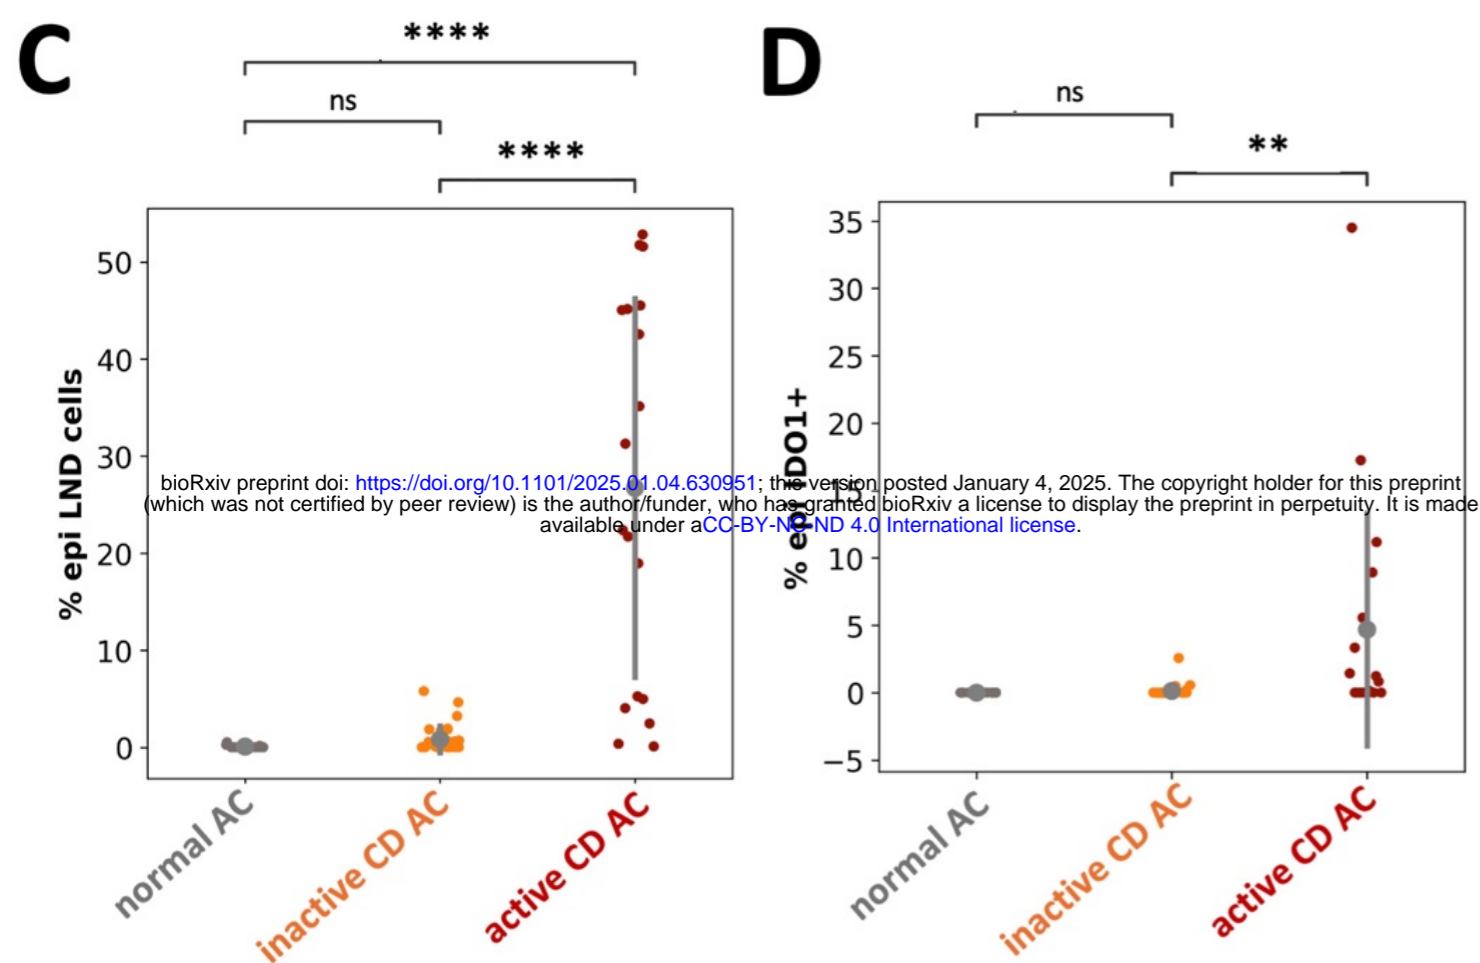 C
****
ns
****
% epi LND cells
50
40
30
20
10
0
normal AC
inactive CD AC
active CD AC
D
ns
**
% epi IDO1+
35
30
25
20
15
10
5
0
−5
normal AC
inactive CD AC
active CD AC
bioRxiv preprint doi: https://doi.org/10.1101/2025.01.04.630951; this version posted January 4, 2025. The copyright holder for this preprint
(which was not certified by peer review) is the author/funder, who has granted bioRxiv a license to display the preprint in perpetuity. It is made
available under aCC-BY-NC-ND 4.0 International license.